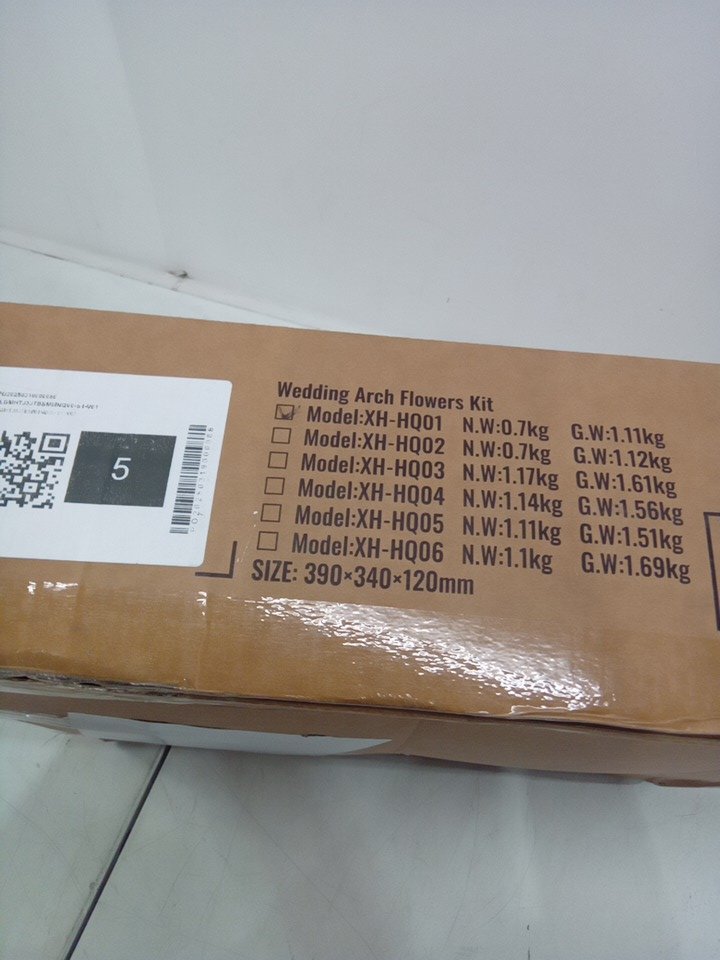 Wedding Arch Flowers Kit
Model:XH-HQ01 N.W:0.7kg G.W:1.11kg
Model:XH-HQ02 N.W:0.7kg G.W:1.12kg
Model:XH-HQ03 N.W:1.17kg G.W:1.61kg
Model:XH-HQ04 N.W:1.14kg G.W:1.56kg
Model:XH-HQ05 N.W:1.11kg G.W:1.51kg
Model:XH-HQ06 N.W:1.1kg G.W:1.69kg
SIZE: 390×340×120mm
5